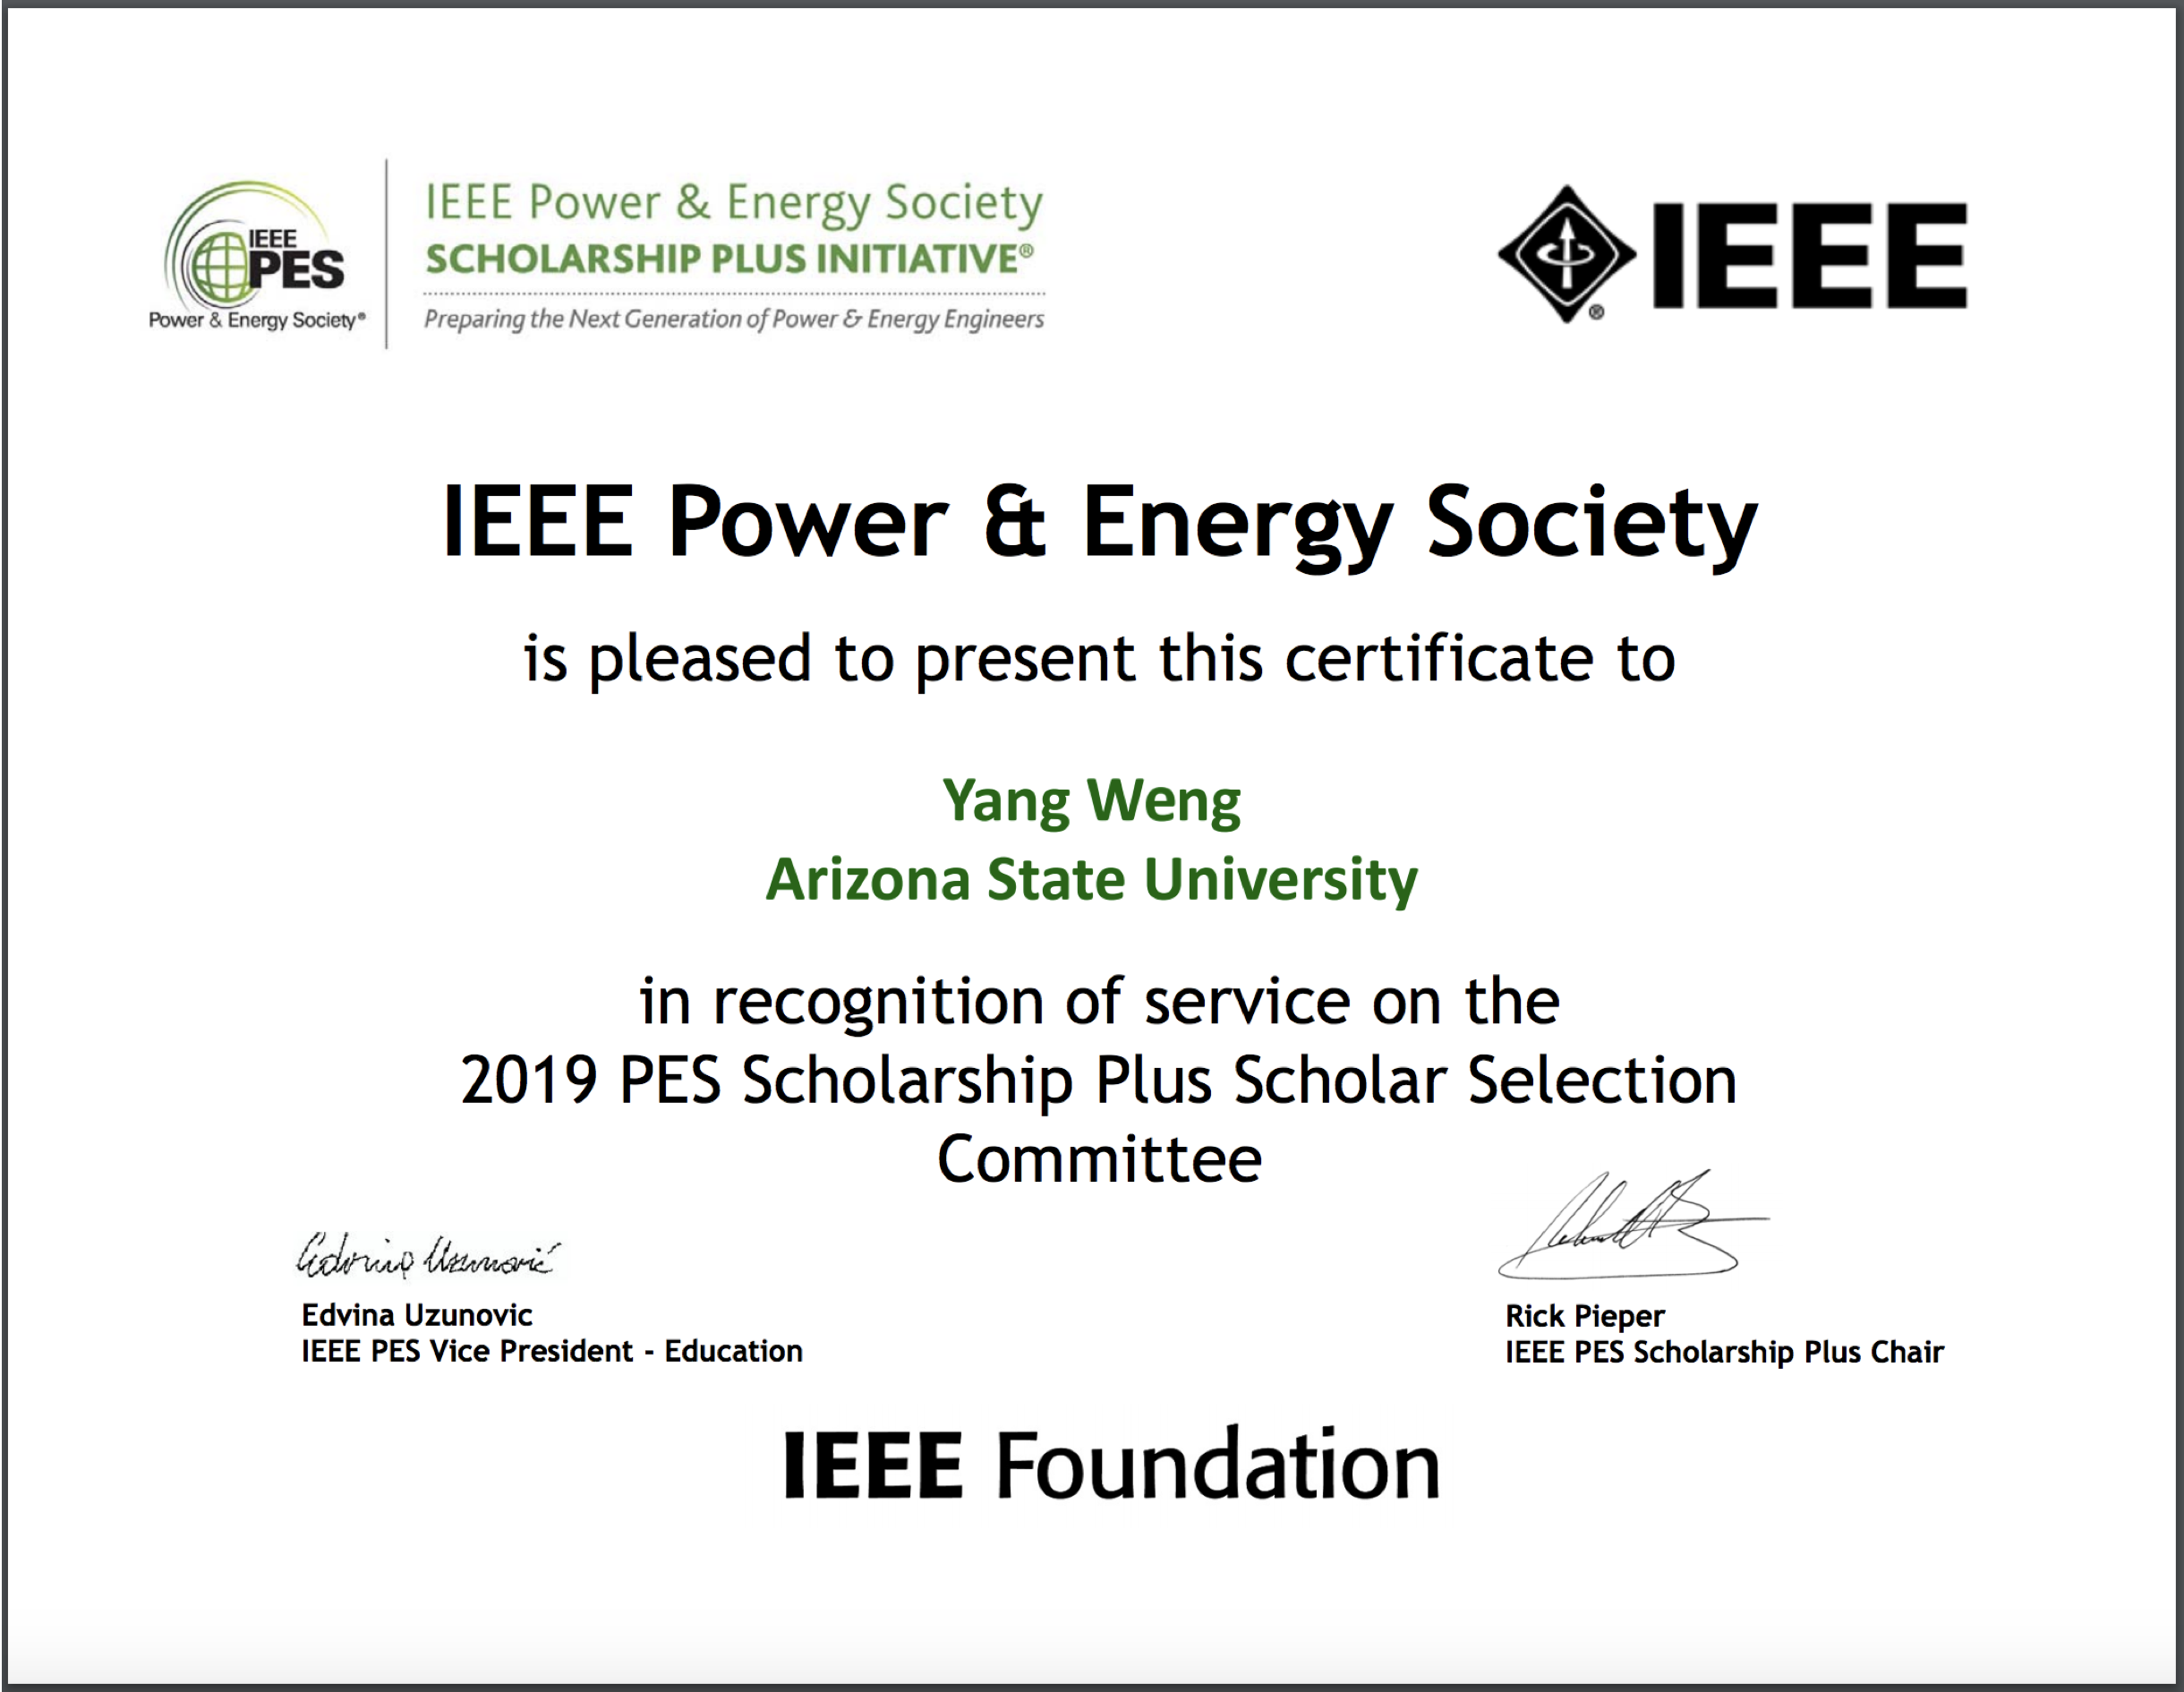 IEEE
PES
Power & Energy Society®
IEEE Power & Energy Society
SCHOLARSHIP PLUS INITIATIVE®
Preparing the Next Generation of Power & Energy Engineers
® IEEE
IEEE Power & Energy Society
is pleased to present this certificate to
Yang Weng
Arizona State University
in recognition of service on the
2019 PES Scholarship Plus Scholar Selection
Committee
Edvina Uzunović
Edvina Uzunovic
IEEE PES Vice President - Education
Rick Pieper
IEEE PES Scholarship Plus Chair
IEEE Foundation